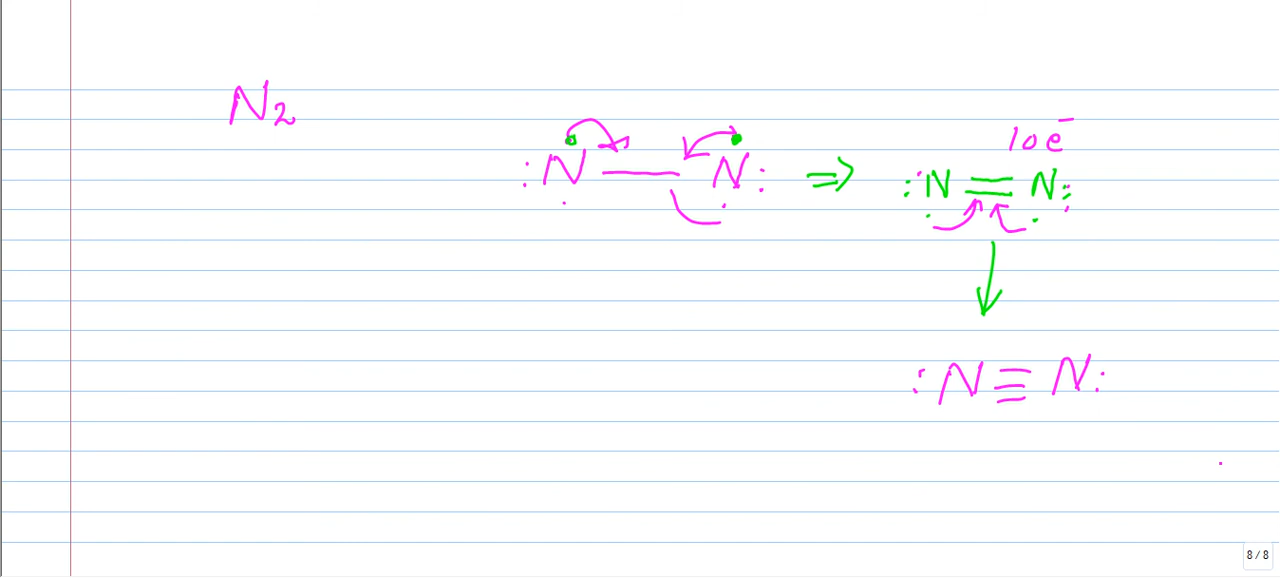 N2
10e-
:N — N: ⇒ :N = N:
↓
:N ≡ N:
8 / 8